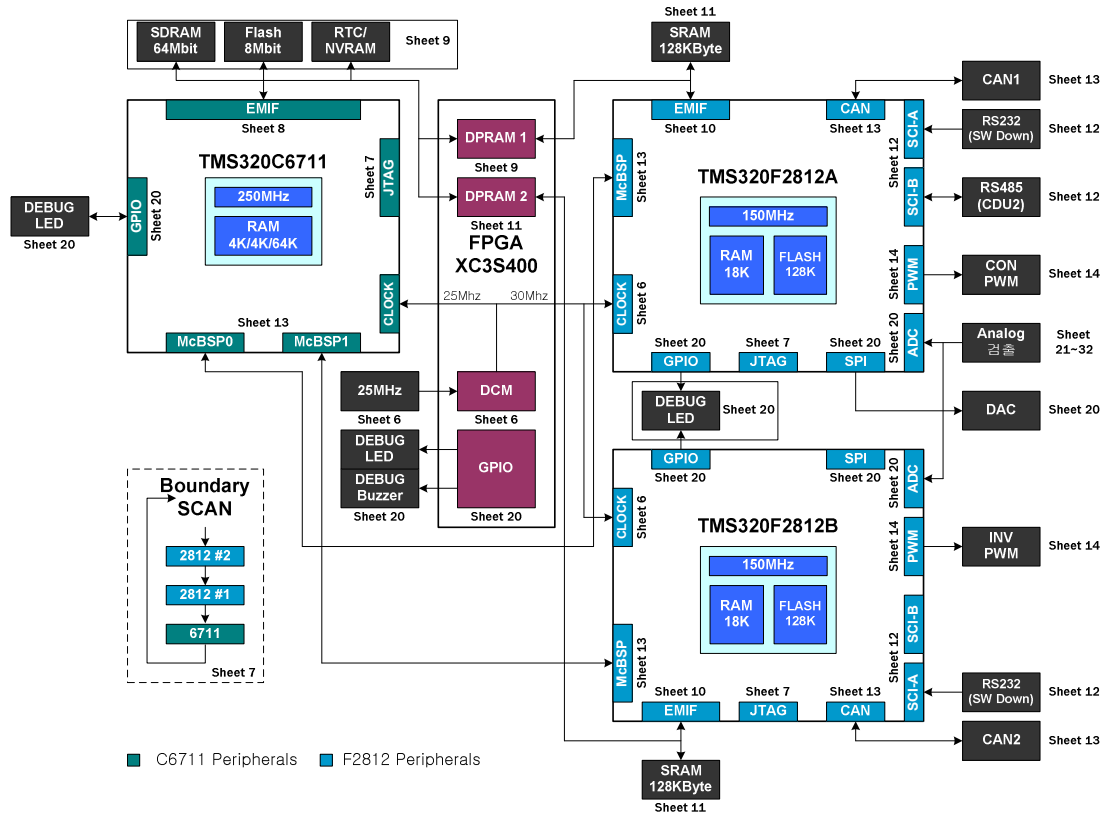 SDRAM
64Mbit
Flash
8Mbit
RTC/
NVRAM
Sheet 9
EMIF
Sheet 8
TMS320C6711
250MHz
RAM
4K/4K/64K
Sheet 7
JTAG
GPIO
Sheet 20
DEBUG
LED
Sheet 20
CLOCK
Sheet 13
McBSP0
McBSP1
DPRAM 1
Sheet 9
DPRAM 2
Sheet 11
FPGA
XC3S400
25Mhz
30Mhz
25MHz
Sheet 6
DCM
Sheet 6
DEBUG
LED
DEBUG
Buzzer
Sheet 20
GPIO
Sheet 20
Boundary
SCAN
2812 #2
2812 #1
6711
Sheet 7
Sheet 11
SRAM
128KByte
EMIF
Sheet 10
CAN
Sheet 13
McBSP
Sheet 13
TMS320F2812A
150MHz
RAM
18K
FLASH
128K
CLOCK
Sheet 6
Sheet 12
SCI-A
SCI-B
Sheet 14
PWM
Sheet 20
ADC
Sheet 20
GPIO
Sheet 7
JTAG
Sheet 20
SPI
CAN1
Sheet 13
RS232
(SW Down)
Sheet 12
RS485
(CDU2)
Sheet 12
CON
PWM
Sheet 14
Analog
검출
Sheet
21~32
DAC
Sheet 20
DEBUG
LED
Sheet 20
GPIO
Sheet 20
SPI
Sheet 20
Sheet 20
ADC
CLOCK
Sheet 6
TMS320F2812B
150MHz
RAM
18K
FLASH
128K
Sheet 14
PWM
INV
PWM
Sheet 14
SCI-B
Sheet 12
SCI-A
McBSP
Sheet 13
Sheet 10
EMIF
Sheet 7
JTAG
Sheet 13
CAN
RS232
(SW Down)
Sheet 12
CAN2
Sheet 13
SRAM
128KByte
Sheet 11
C6711 Peripherals
F2812 Peripherals